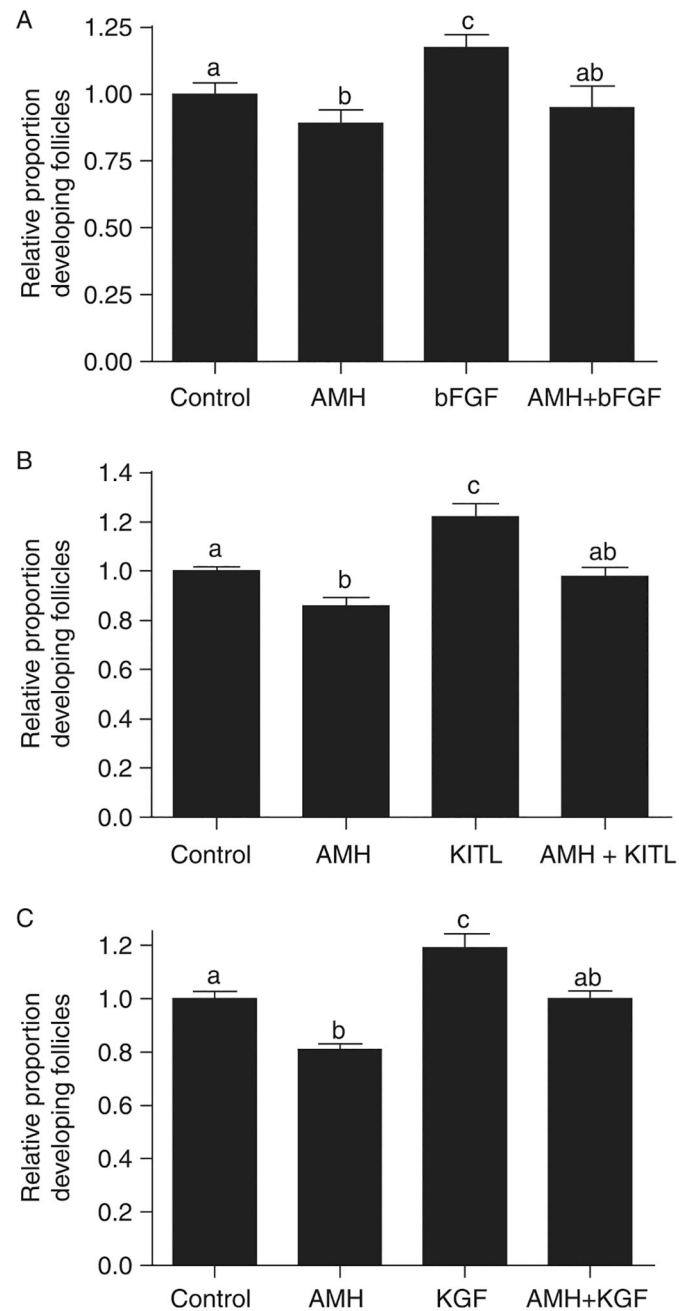 A
Relative proportion
developing follicles
1.25
1.00
0.75
0.50
0.25
0.00
a
b
c
ab
Control AMH bFGF AMH+bFGF
B
Relative proportion
developing follicles
1.4
1.2
1.0
0.8
0.6
0.4
0.2
0.0
a
b
c
ab
Control AMH KITL AMH + KITL
C
Relative proportion
developing follicles
1.2
1.0
0.8
0.6
0.4
0.2
0.0
a
b
c
ab
Control AMH KGF AMH+KGF